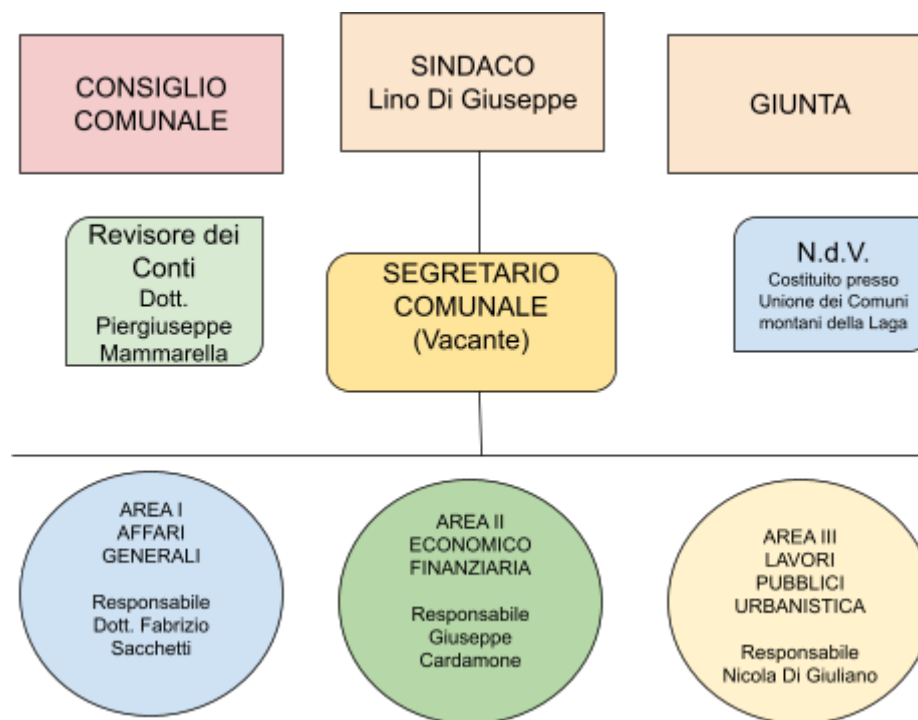 CONSIGLIO
COMUNALE
SINDACO
Lino Di Giuseppe
GIUNTA
Revisore dei
Conti
Dott.
Piergiuseppe
Mammarella
SEGRETARIO
COMUNALE
(Vacante)
N.d.V.
Costituito presso
Unione dei Comuni
montani della Laga
AREA I
AFFARI
GENERALI
Responsabile
Dott. Fabrizio
Sacchetti
AREA II
ECONOMICO
FINANZIARIA
Responsabile
Giuseppe
Cardamone
AREA III
LAVORI
PUBBLICI
URBANISTICA
Responsabile
Nicola Di Giuliano